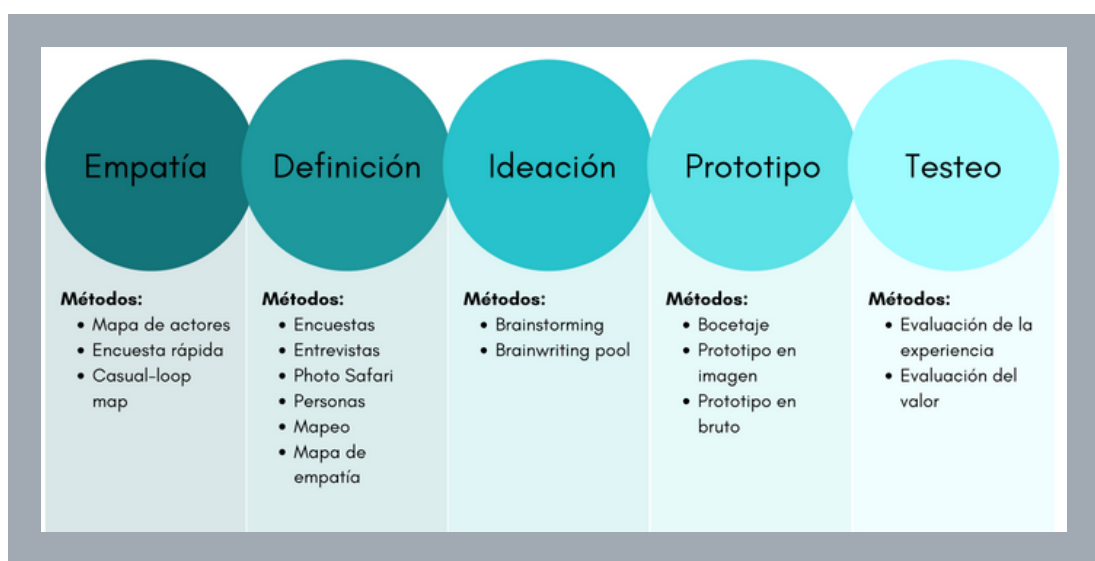 Empatía
Definición
Ideación
Prototipo
Testeo
Métodos:
• Mapa de actores
• Encuesta rápida
• Casual-loop
map
Métodos:
• Encuestas
• Entrevistas
• Photo Safari
• Personas
• Mapeo
• Mapa de
empatía
Métodos:
• Brainstorming
• Brainwriting pool
Métodos:
• Bocetaje
• Prototipo en
imagen
• Prototipo en
bruto
Métodos:
• Evaluación de la
experiencia
• Evaluación del
valor